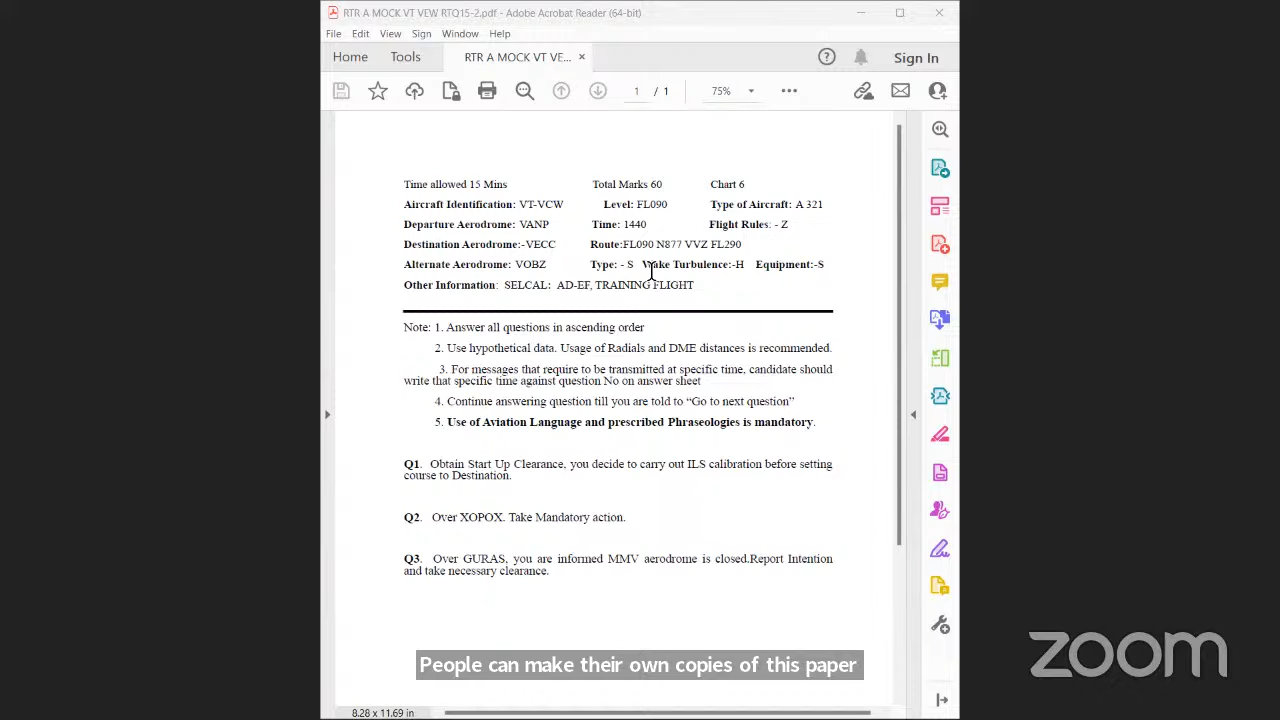 RTR A MOCK VT VEW RTQ15-2.pdf - Adobe Acrobat Reader (64-bit)
File Edit View Sign Window Help
Home Tools RTR A MOCK VT VE... × Sign In
1 / 1 75%
Time allowed 15 Mins Total Marks 60 Chart 6
Aircraft Identification: VT-VCW Level: FL090 Type of Aircraft: A 321
Departure Aerodrome: VANP Time: 1440 Flight Rules: - Z
Destination Aerodrome:-VECC Route:FL090 N877 VVZ FL290
Alternate Aerodrome: VOBZ Type: - S Wake Turbulence:-H Equipment:-S
Other Information: SELCAL: AD-EF, TRAINING FLIGHT
Note: 1. Answer all questions in ascending order
2. Use hypothetical data. Usage of Radials and DME distances is recommended.
3. For messages that require to be transmitted at specific time, candidate should
write that specific time against question No on answer sheet
4. Continue answering question till you are told to “Go to next question”
5. Use of Aviation Language and prescribed Phraseologies is mandatory.
Q1. Obtain Start Up Clearance, you decide to carry out ILS calibration before setting
course to Destination.
Q2. Over XOPOX. Take Mandatory action.
Q3. Over GURAS, you are informed MMV aerodrome is closed.Report Intention
and take necessary clearance.
People can make their own copies of this paper
zoom
8.28 x 11.69 in